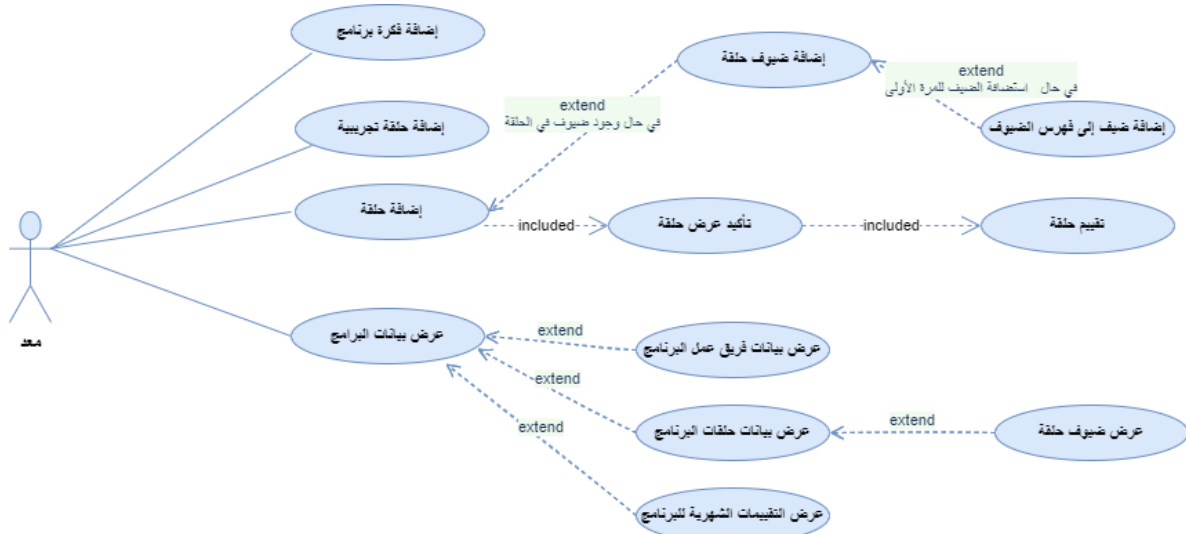 إضافة فكرة برنامج
إضافة ضيوف حلقة
extend
في حال استضافة الضيف للمرة الأولى
extend
في حال وجود ضيوف في الحلقة
إضافة حلقة تجريبية
إضافة ضيف إلى فهرس الضيوف
إضافة حلقة
included
تأكيد عرض حلقة
included
تقييم حلقة
معد
عرض بيانات البرامج
extend
عرض بيانات فريق عمل البرنامج
extend
عرض بيانات حلقات البرنامج
extend
عرض ضيوف حلقة
extend
عرض التقييمات الشهرية للبرنامج